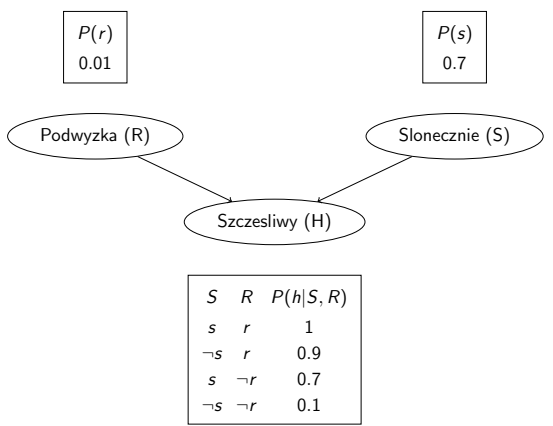 P(r)
0.01
P(s)
0.7
Podwyzka (R)
Slonecznie (S)
Szczesliwy (H)
S R P(h|S, R)
s r 1
¬s r 0.9
s ¬r 0.7
¬s ¬r 0.1